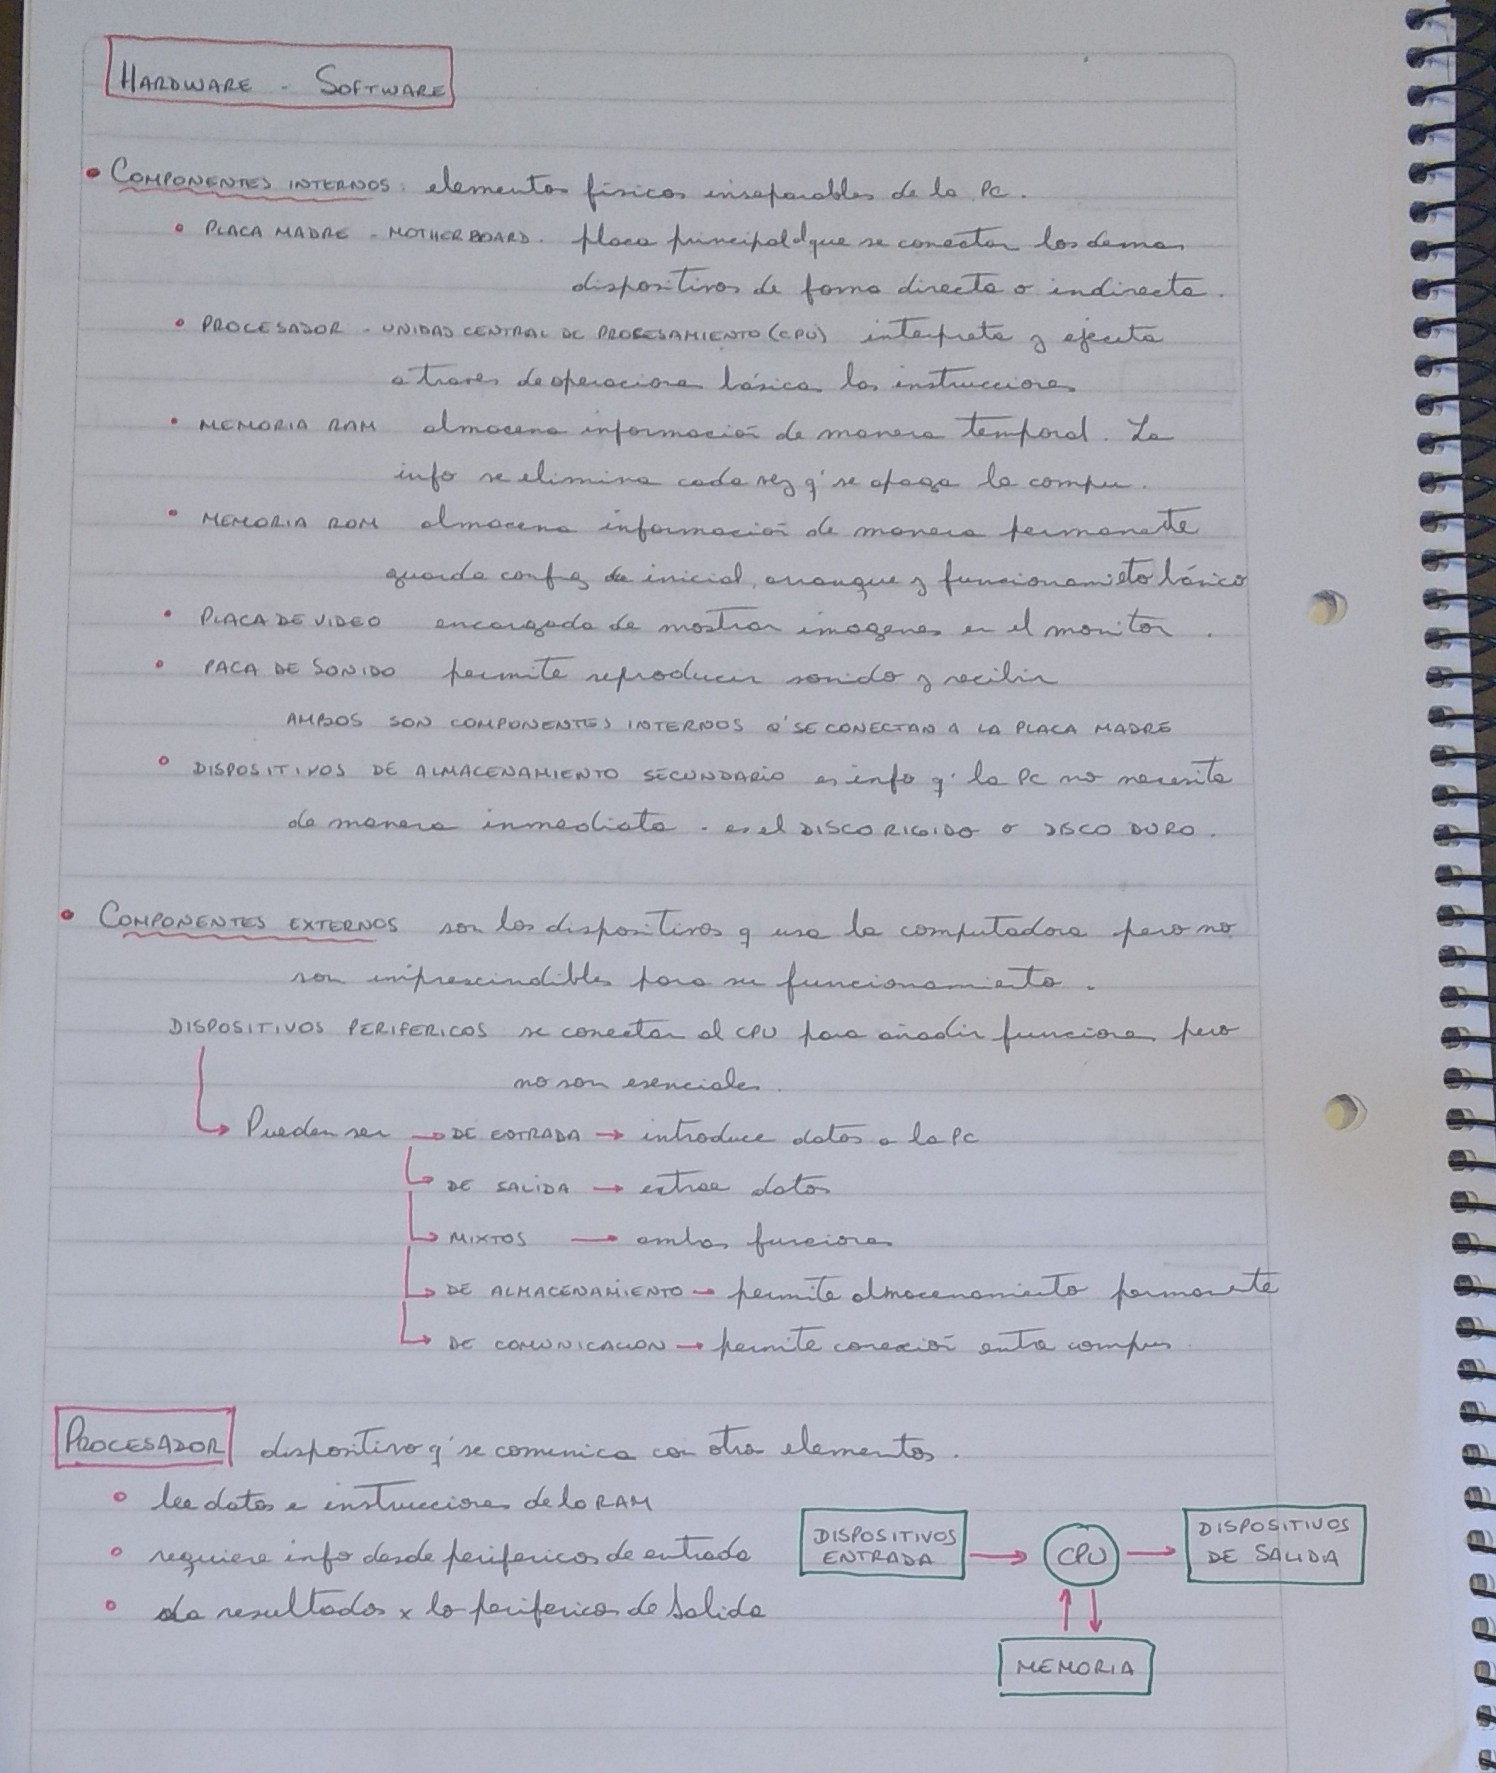 HARDWARE - SOFTWARE
• COMPONENTES INTERNOS: elementos físicos inseparables de la PC.
• PLACA MADRE - MOTHERBOARD. placa principal que se conectan los demas
dispositivos de forma directa o indirecta.
• PROCESADOR - UNIDAD CENTRAL DE PROCESAMIENTO (CPU) interpreta y ejecuta
a traves de operaciones básicas las instrucciones
• MEMORIA RAM almacena información de manera temporal. La
info se elimina cada vez q' se apaga la compu.
• MEMORIA ROM almacena información de manera permanente
guarda config de inicial, arranque y funcionamieto básico
• PLACA DE VIDEO encargada de mostrar imagenes en el monitor.
• PACA DE SONIDO permite reproducir sonido y recibir
AMBOS SON COMPONENTES INTERNOS Q' SE CONECTAN A LA PLACA MADRE
• DISPOSITIVOS DE ALMACENAMIENTO SECUNDARIO es info q' la PC no necesita
de manera inmediata - es el DISCO RIGIDO o DISCO DURO.
• COMPONENTES EXTERNOS son los dispositivos q usa la computadora pero no
son imprescindibles para su funcionamiento.
DISPOSITIVOS PERIFERICOS se conectan al CPU para añadir funciones pero
no son esenciales.
Pueden ser → DE ENTRADA → introduce datos a la PC
DE SALIDA → extrae datos
MIXTOS → ambas funciones
DE ALMACENAMIENTO → permite almacenamiento permanente
DE COMUNICACION → permite conexión entre compus
PROCESADOR dispositivo q' se comunica con otros elementos.
• lee datos e instrucciones de la RAM
• requiere info desde perifericos de entrada
• da resultados x lo perifericos de salida
DISPOSITIVOS
ENTRADA
CPU
DISPOSITIVOS
DE SALIDA
MEMORIA